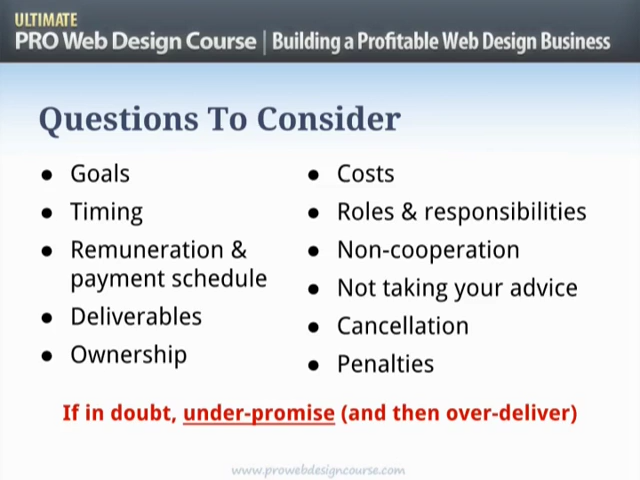 ULTIMATE
PRO Web Design Course | Building a Profitable Web Design Business
Questions To Consider
● Goals
● Timing
● Remuneration &
payment schedule
● Deliverables
● Ownership
● Costs
● Roles & responsibilities
● Non-cooperation
● Not taking your advice
● Cancellation
● Penalties
If in doubt, under-promise (and then over-deliver)
www.prowebdesigncourse.com